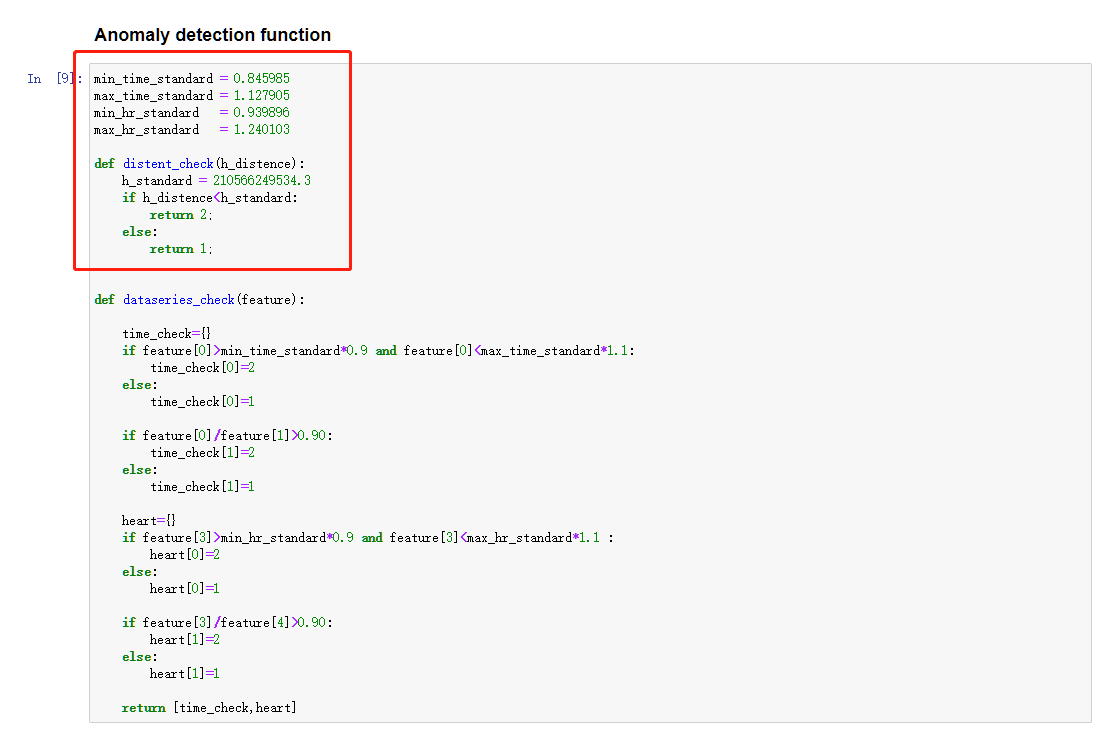 Anomaly detection function
In [9]:
min_time_standard = 0.845985
max_time_standard = 1.127905
min_hr_standard   = 0.939896
max_hr_standard   = 1.240103
def distent_check(h_distence):
    h_standard = 210566249534.3
    if h_distence<h_standard:
        return 2;
    else:
        return 1;
def dataseries_check(feature):
    time_check={}
    if feature[0]>min_time_standard*0.9 and feature[0]<max_time_standard*1.1:
        time_check[0]=2
    else:
        time_check[0]=1
    if feature[0]/feature[1]>0.90:
        time_check[1]=2
    else:
        time_check[1]=1
    heart={}
    if feature[3]>min_hr_standard*0.9 and feature[3]<max_hr_standard*1.1 :
        heart[0]=2
    else:
        heart[0]=1
    if feature[3]/feature[4]>0.90:
        heart[1]=2
    else:
        heart[1]=1
    return [time_check,heart]